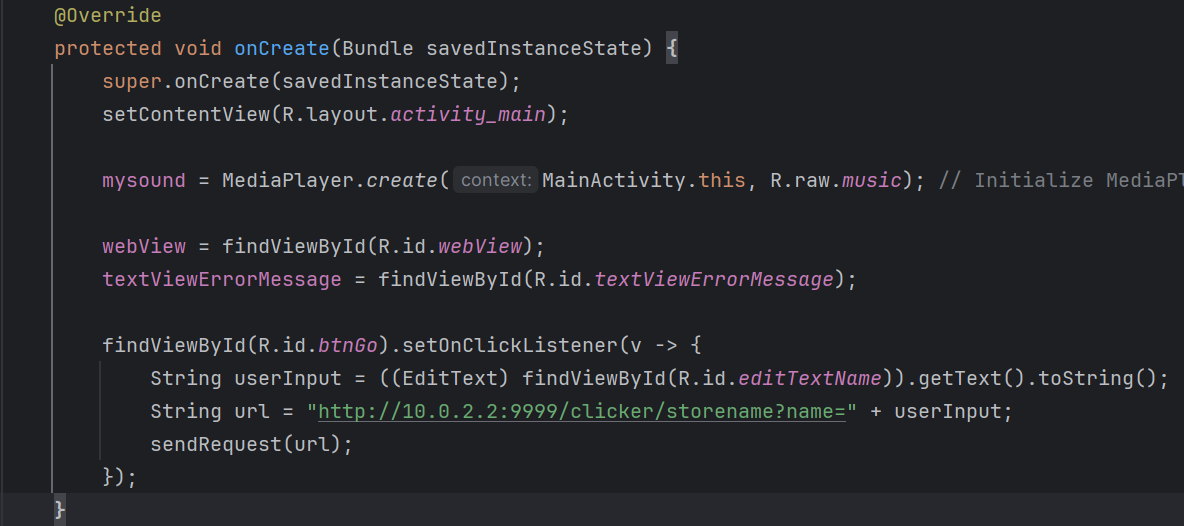 @Override
protected void onCreate(Bundle savedInstanceState) {
super.onCreate(savedInstanceState);
setContentView(R.layout.activity_main);
mysound = MediaPlayer.create( context: MainActivity.this, R.raw.music); // Initialize MediaPl
webView = findViewById(R.id.webView);
textViewErrorMessage = findViewById(R.id.textViewErrorMessage);
findViewById(R.id.btnGo).setOnClickListener(v -> {
String userInput = ((EditText) findViewById(R.id.editTextName)).getText().toString();
String url = "http://10.0.2.2:9999/clicker/storename?name=" + userInput;
sendRequest(url);
});
}